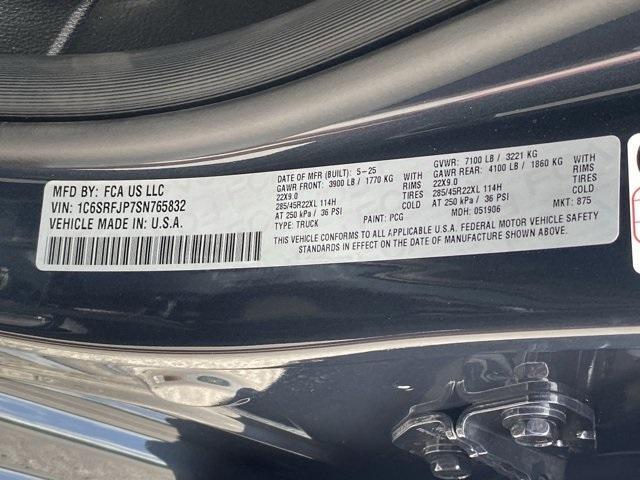 MFD BY: FCA US LLC
VIN: 1C6SRFJP7SN765832
VEHICLE MADE IN: U.S.A.
DATE OF MFR (BUILT): 5-25
GAWR FRONT: 3900 LB / 1770 KG
22X9.0 RIMS
285/45R22XL 114H TIRES
AT 250 kPa / 36 PSI COLD
TYPE: TRUCK PAINT: PCG
GVWR: 7100 LB / 3221 KG
GAWR REAR: 4100 LB / 1860 KG
22X9.0 RIMS
285/45R22XL 114H TIRES
AT 250 kPa / 36 PSI COLD
MDH: 051906 MKT: 875
THIS VEHICLE CONFORMS TO ALL APPLICABLE U.S.A. FEDERAL MOTOR VEHICLE SAFETY
STANDARDS IN EFFECT ON THE DATE OF MANUFACTURE SHOWN ABOVE.